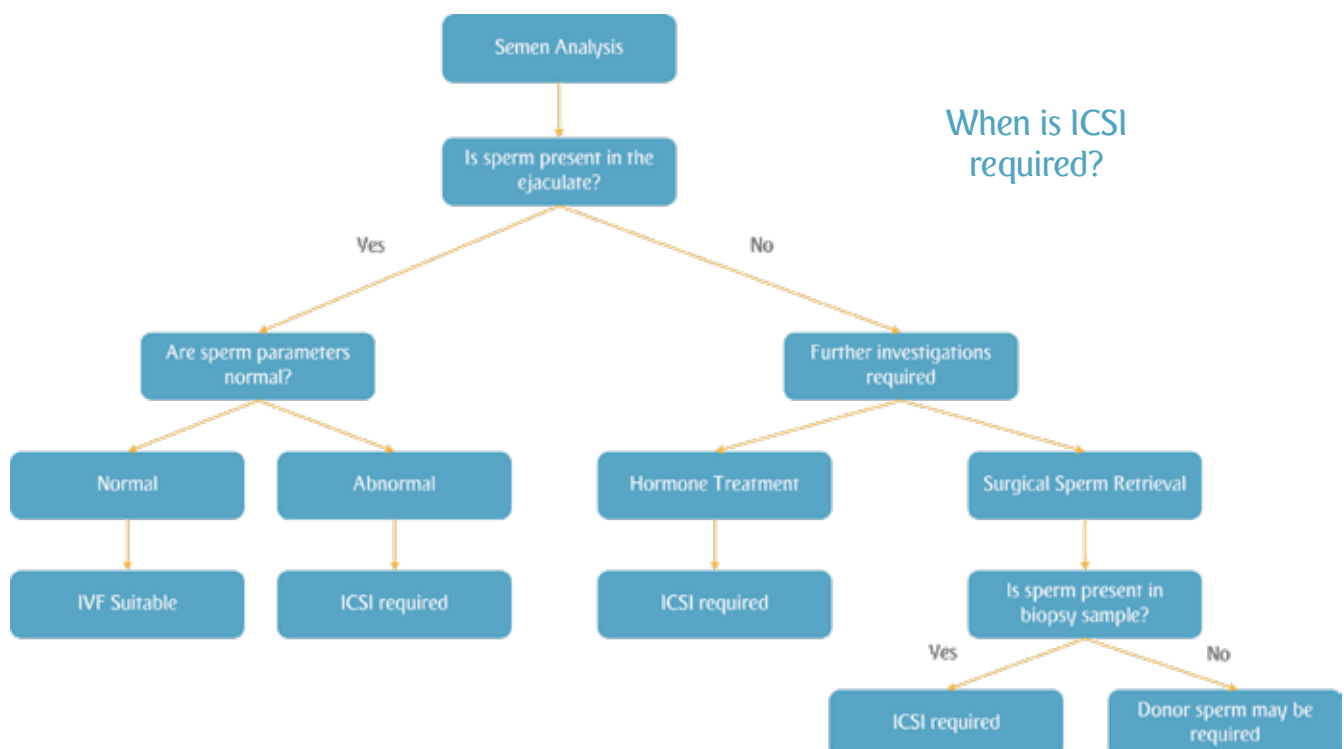 Semen Analysis
When is ICSI
required?
Is sperm present in the
ejaculate?
Yes
No
Are sperm parameters
normal?
Further investigations
required
Normal
Abnormal
Hormone Treatment
Surgical Sperm Retrieval
IVF Suitable
ICSI required
ICSI required
Is sperm present in
biopsy sample?
Yes
No
ICSI required
Donor sperm may be
required